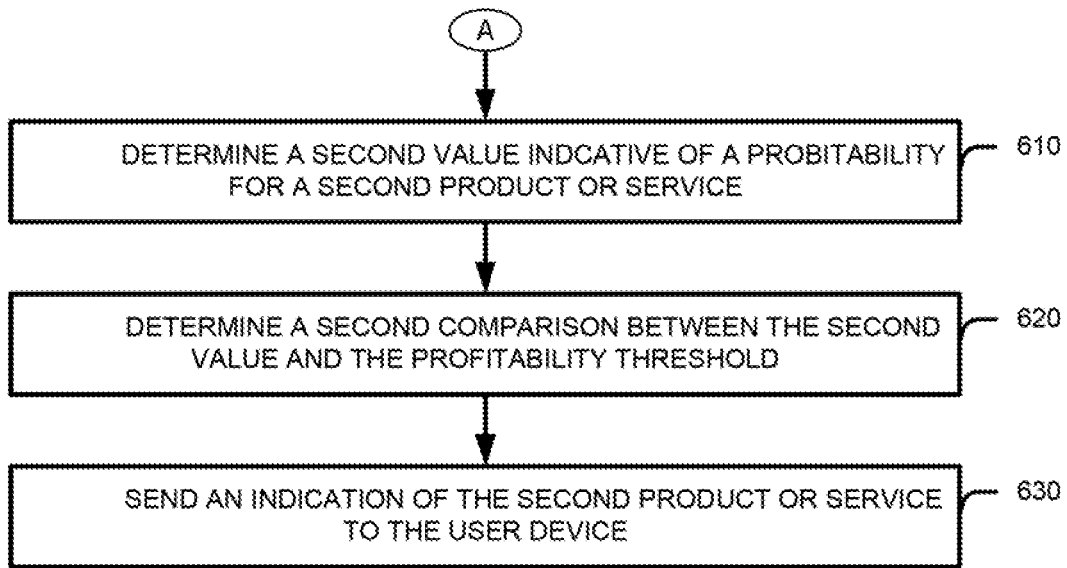 A
DETERMINE A SECOND VALUE INDCATIVE OF A PROBITABILITY
FOR A SECOND PRODUCT OR SERVICE
610
DETERMINE A SECOND COMPARISON BETWEEN THE SECOND
VALUE AND THE PROFITABILITY THRESHOLD
620
SEND AN INDICATION OF THE SECOND PRODUCT OR SERVICE
TO THE USER DEVICE
630